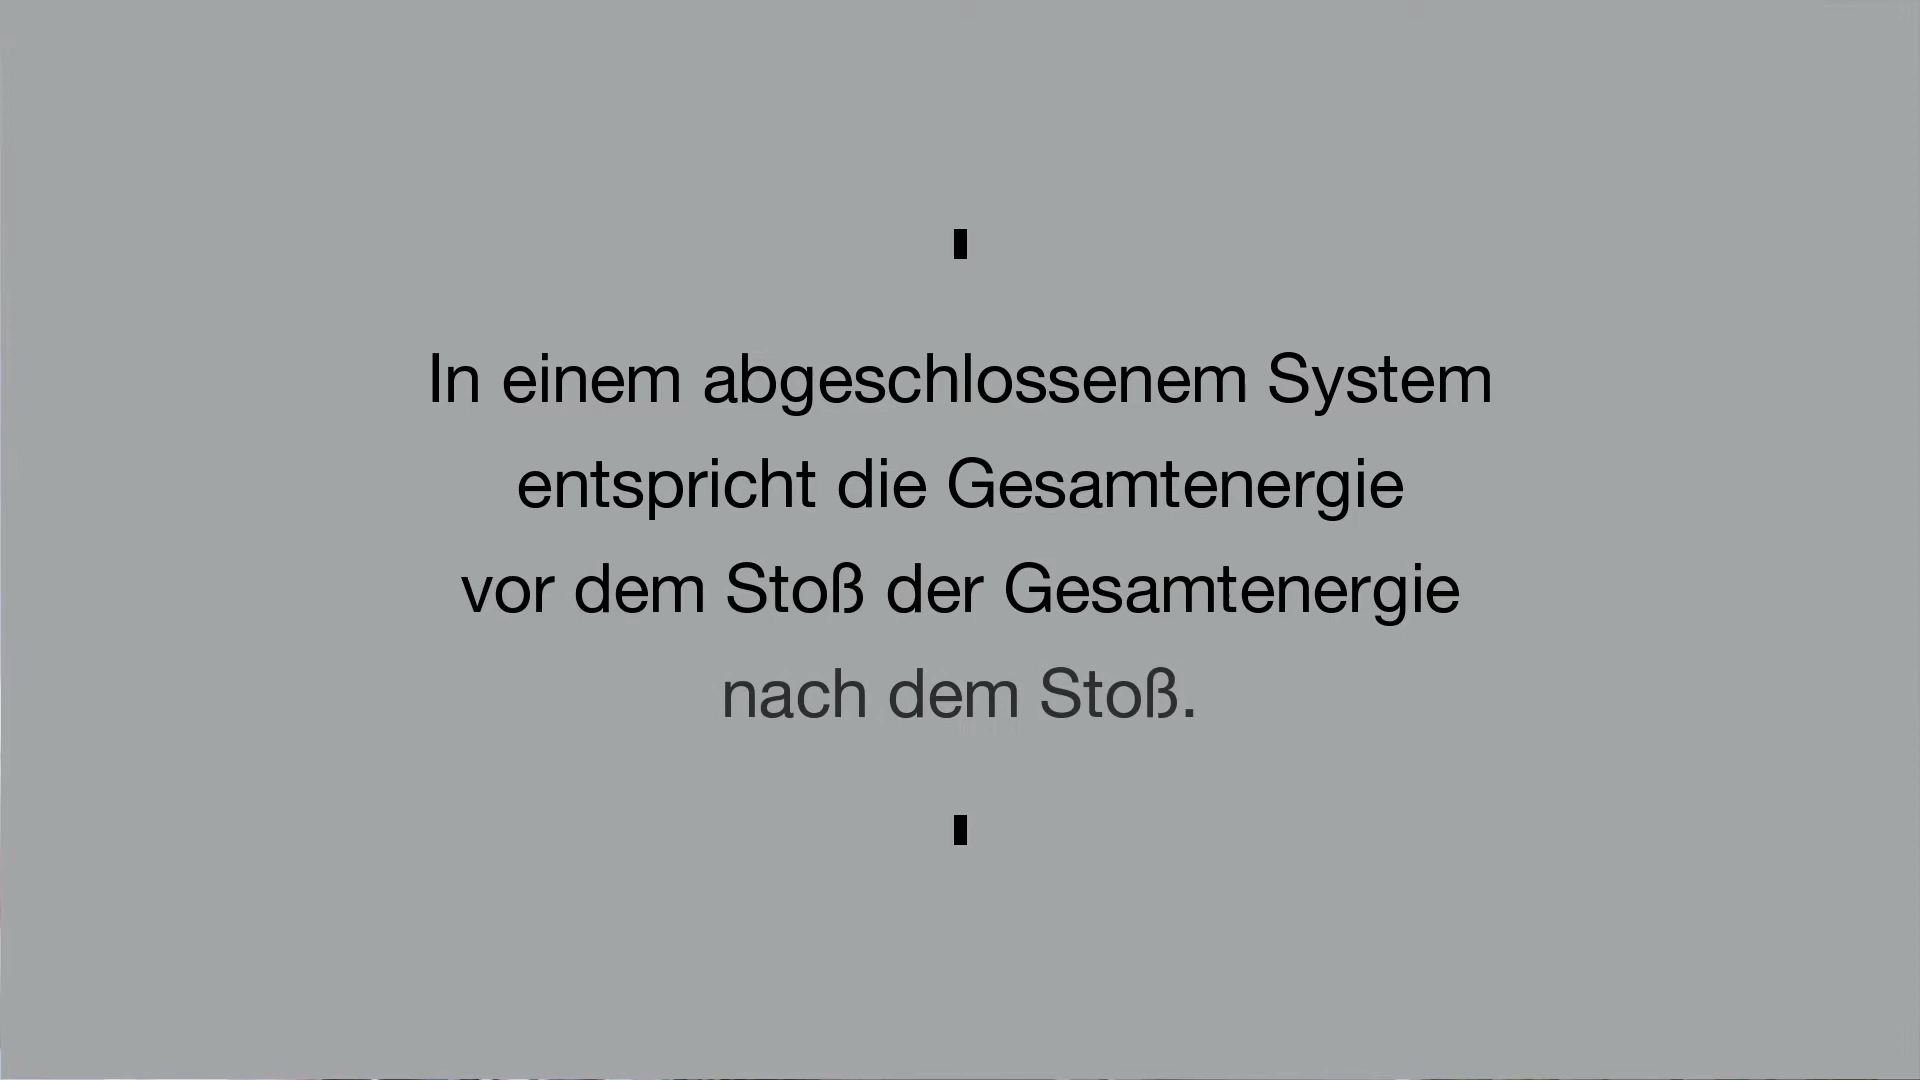 In einem abgeschlossenem System
entspricht die Gesamtenergie
vor dem Stoß der Gesamtenergie
nach dem Stoß.